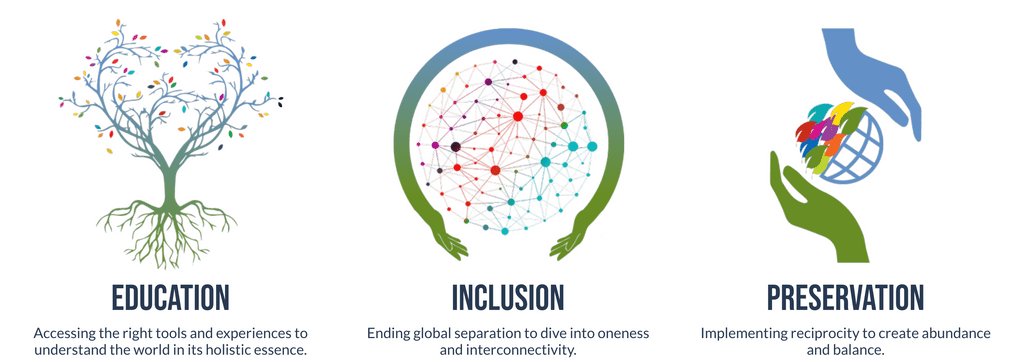 EDUCATION
Accessing the right tools and experiences to
understand the world in its holistic essence.
INCLUSION
Ending global separation to dive into oneness
and interconnectivity.
PRESERVATION
Implementing reciprocity to create abundance
and balance.